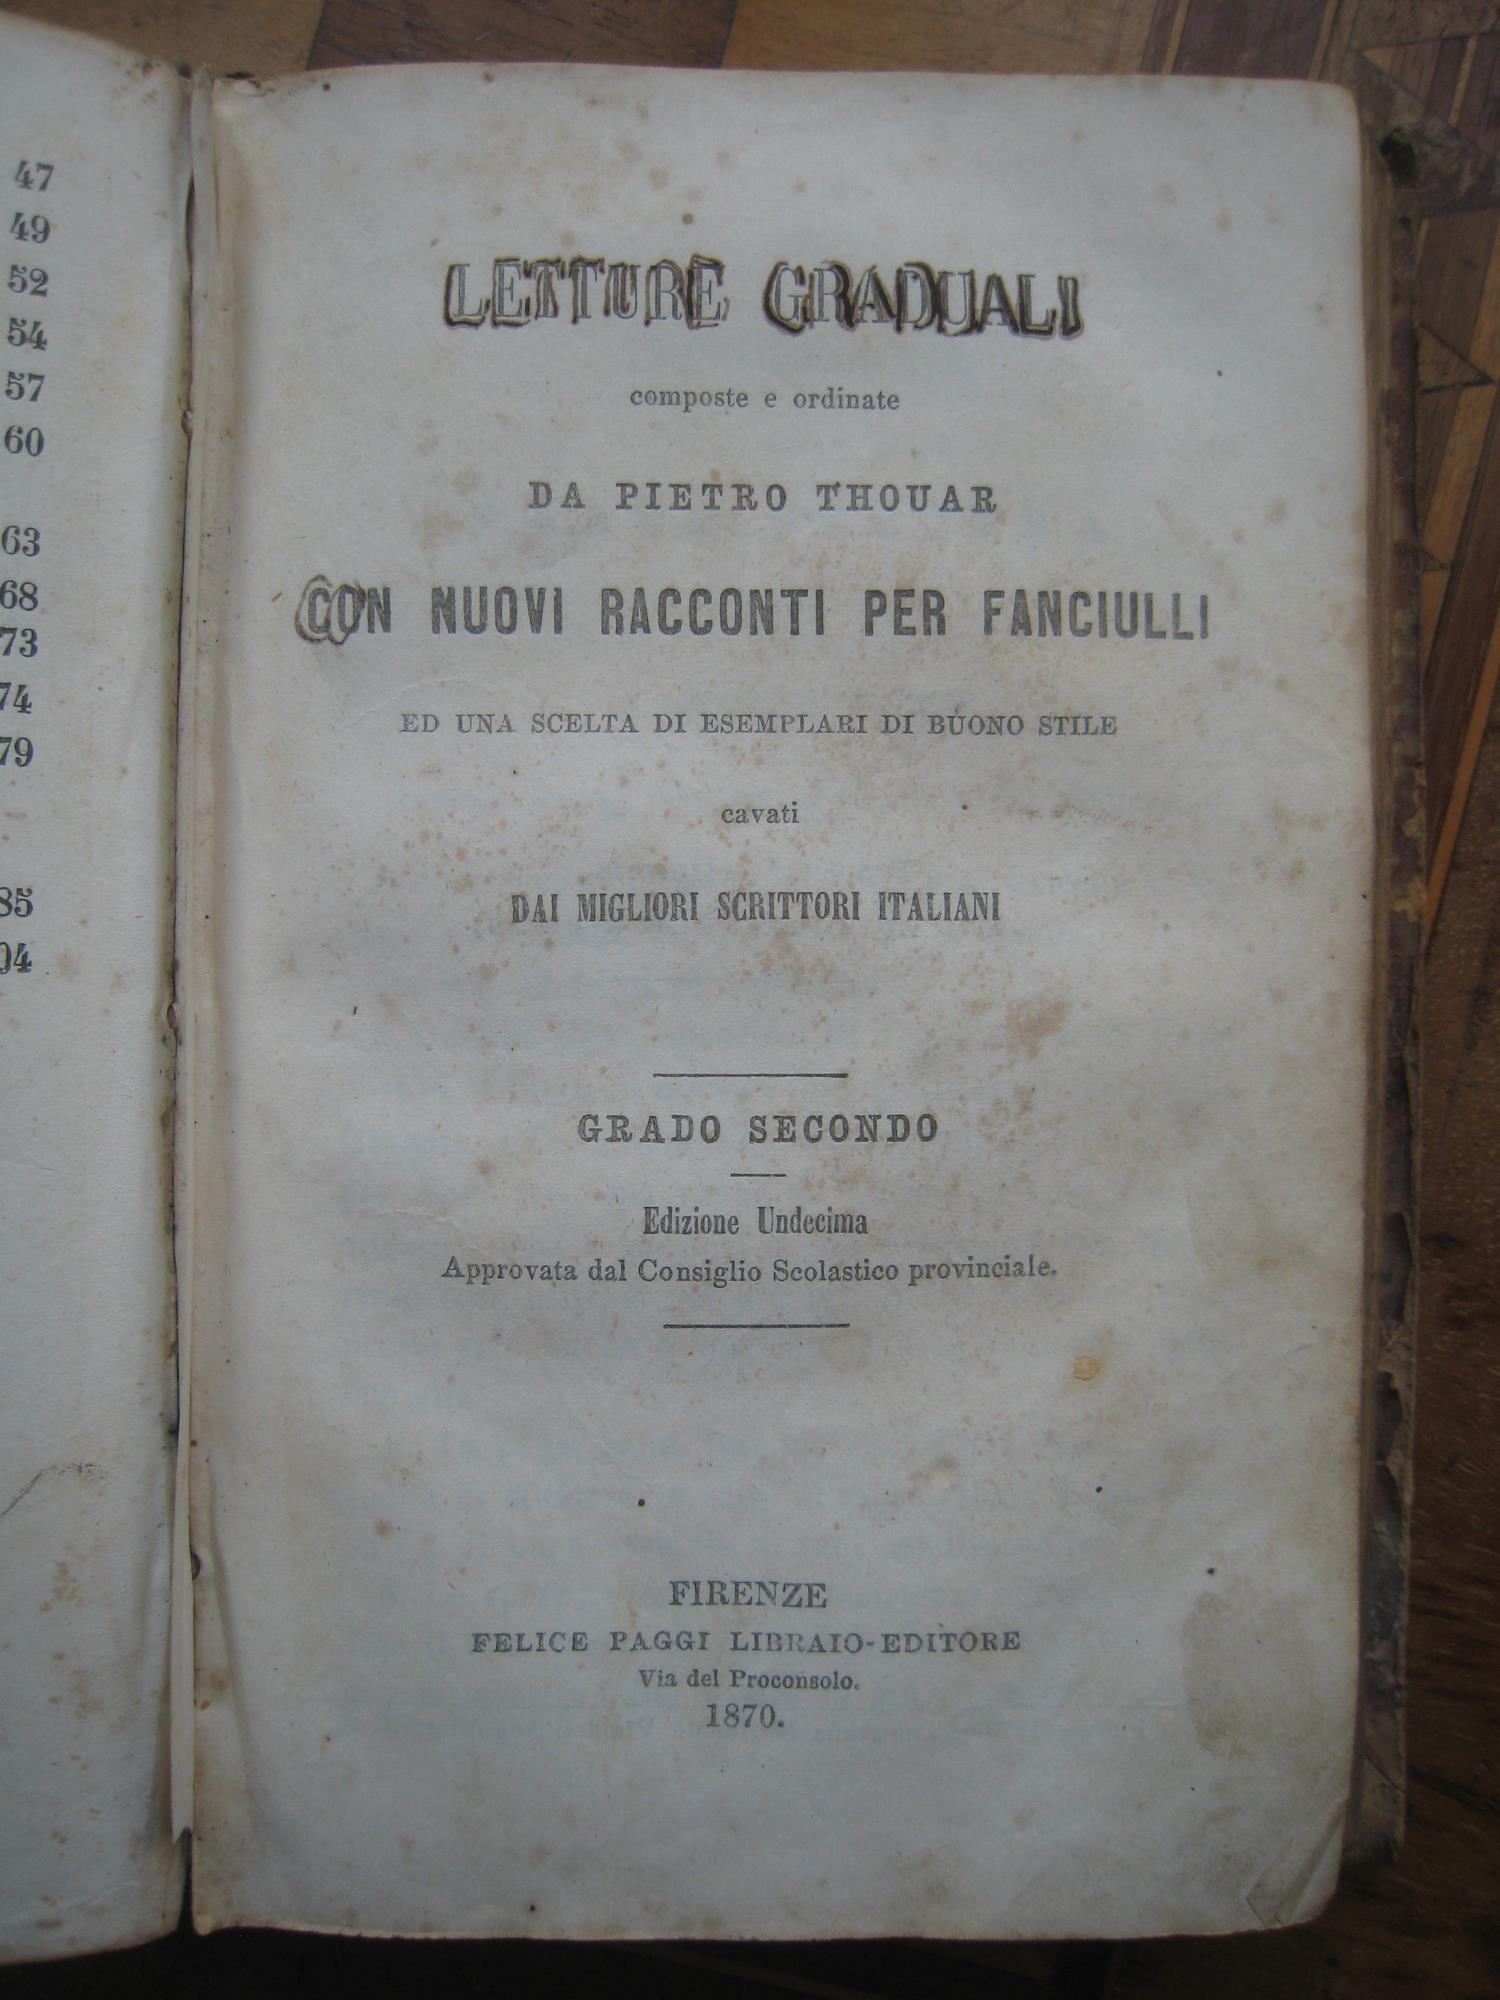 47
49
52
54
57
60
63
68
73
74
79
85
04
LETTURE GRADUALI
composte e ordinate
DA PIETRO THOUAR
CON NUOVI RACCONTI PER FANCIULLI
ED UNA SCELTA DI ESEMPLARI DI BUONO STILE
cavati
DAI MIGLIORI SCRITTORI ITALIANI
GRADO SECONDO
Edizione Undecima
Approvata dal Consiglio Scolastico provinciale.
FIRENZE
FELICE PAGGI LIBRAIO-EDITORE
Via del Proconsolo.
1870.